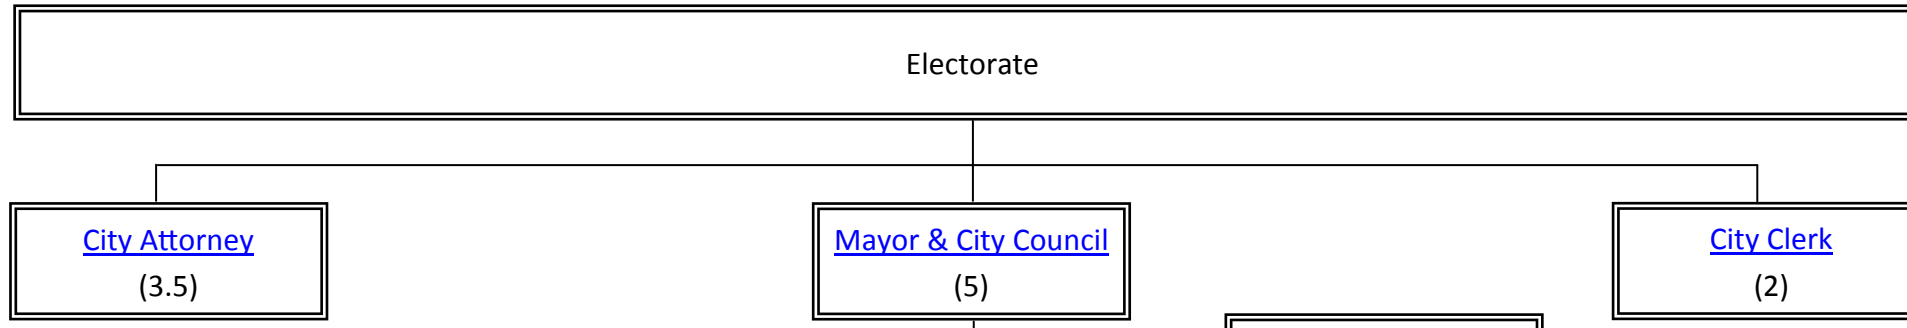 Electorate
City Attorney
(3.5)
Mayor & City Council
(5)
City Clerk
(2)